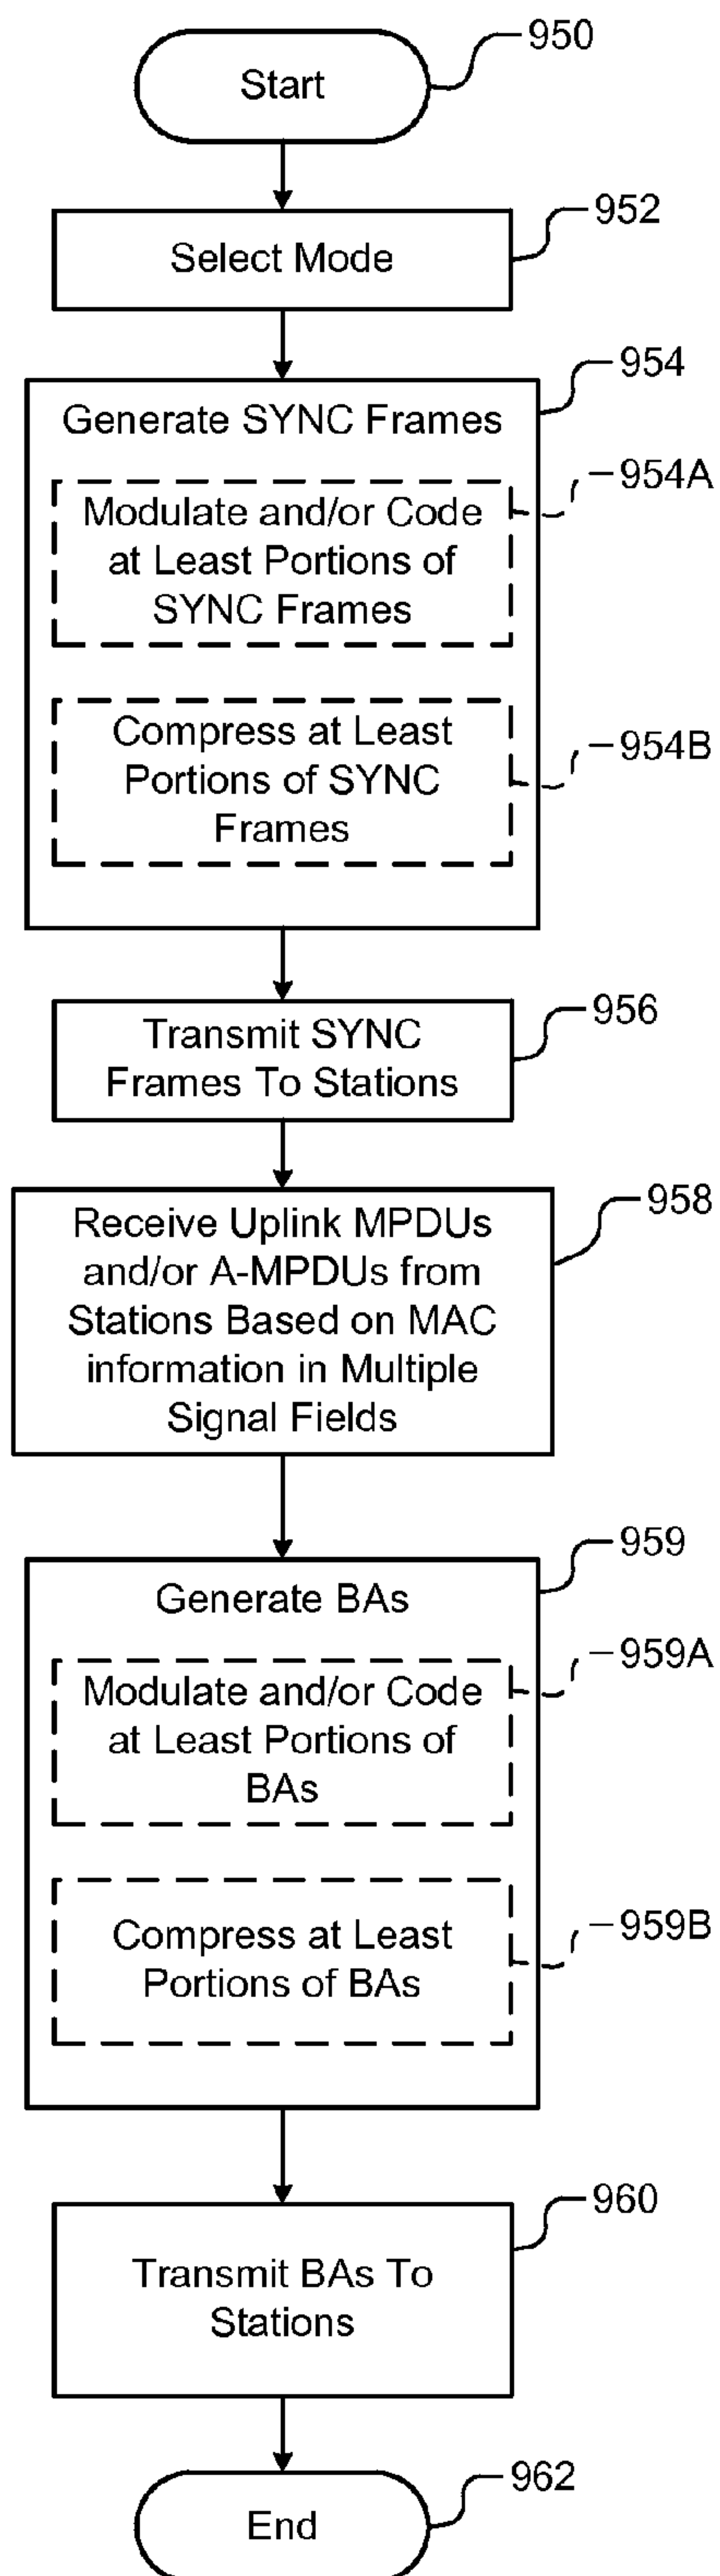 950
Start
952
Select Mode
954
Generate SYNC Frames
954A
Modulate and/or Code
at Least Portions of
SYNC Frames
954B
Compress at Least
Portions of SYNC
Frames
956
Transmit SYNC
Frames To Stations
958
Receive Uplink MPDUs
and/or A-MPDUs from
Stations Based on MAC
information in Multiple
Signal Fields
959
Generate BAs
959A
Modulate and/or Code
at Least Portions of
BAs
959B
Compress at Least
Portions of BAs
960
Transmit BAs To
Stations
962
End